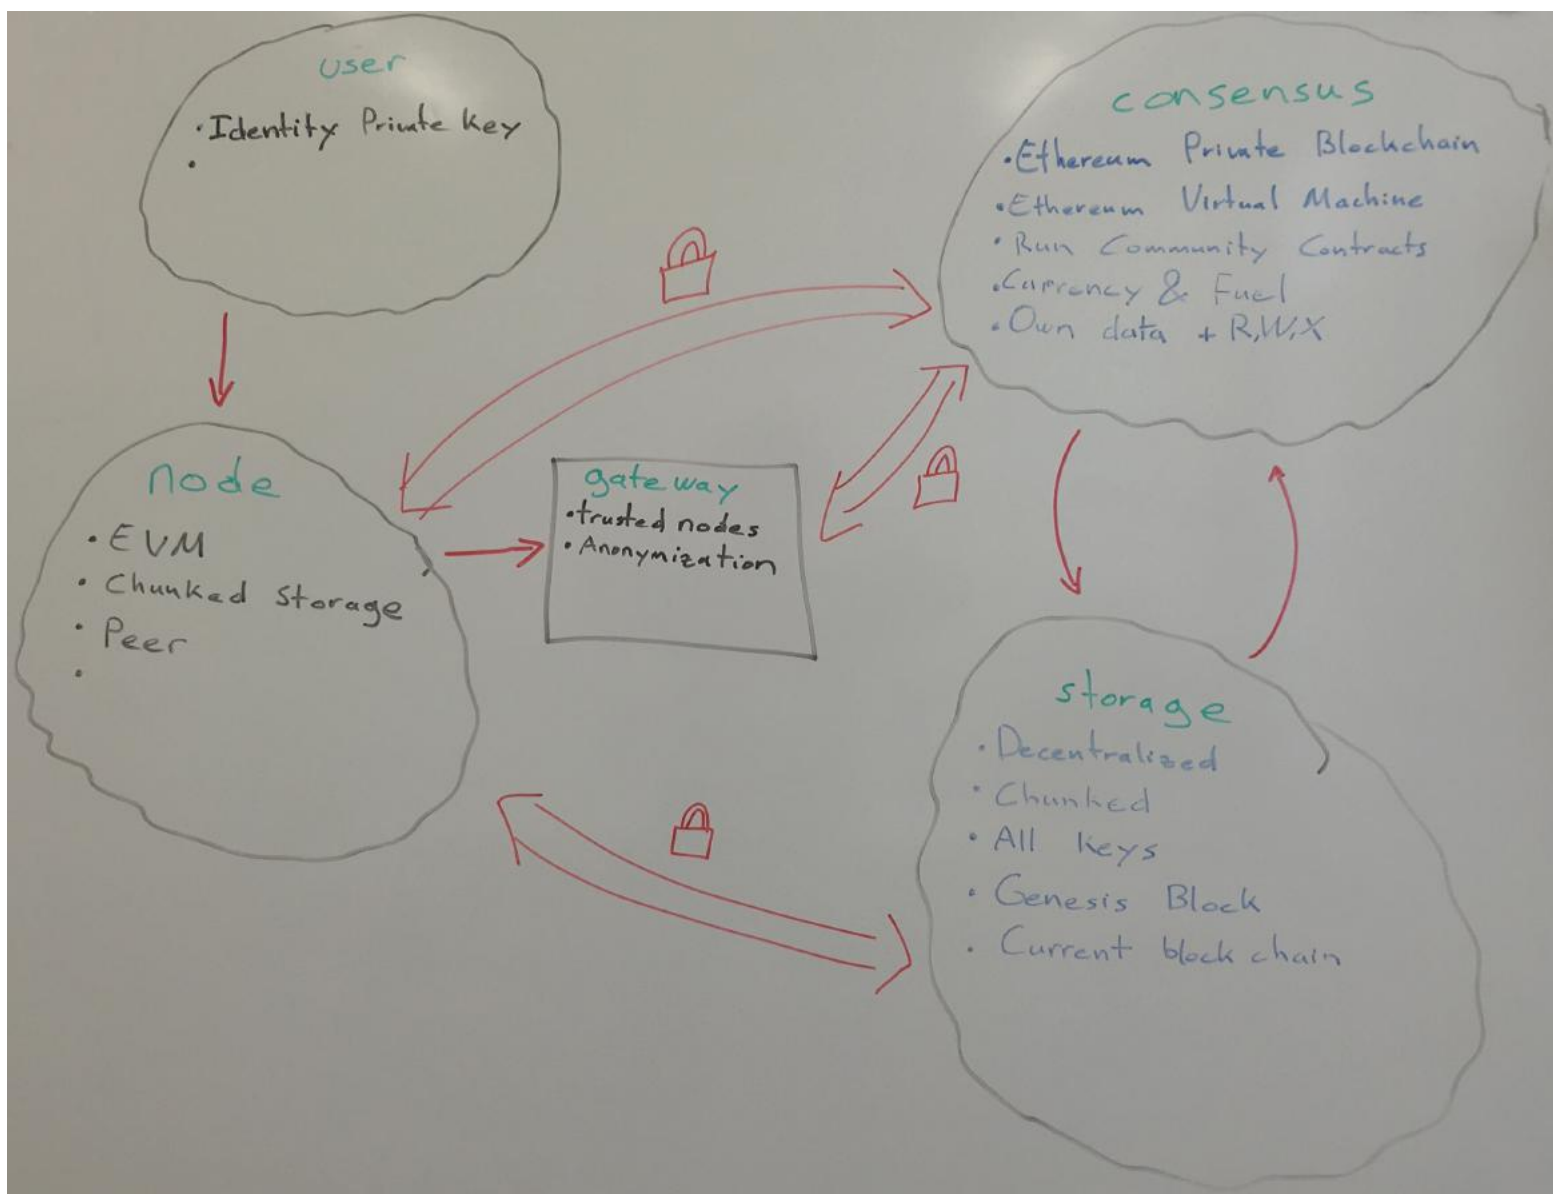 user
• Identity Private Key
•
consensus
• Ethereum Private Blockchain
• Ethereum Virtual Machine
• Run Community Contracts
• Currency & Fuel
• Own data + R,W,X
node
• EVM
• Chunked Storage
• Peer
•
gateway
• trusted nodes
• Anonymization
storage
• Decentralized
• Chunked
• All keys
• Genesis Block
• Current block chain